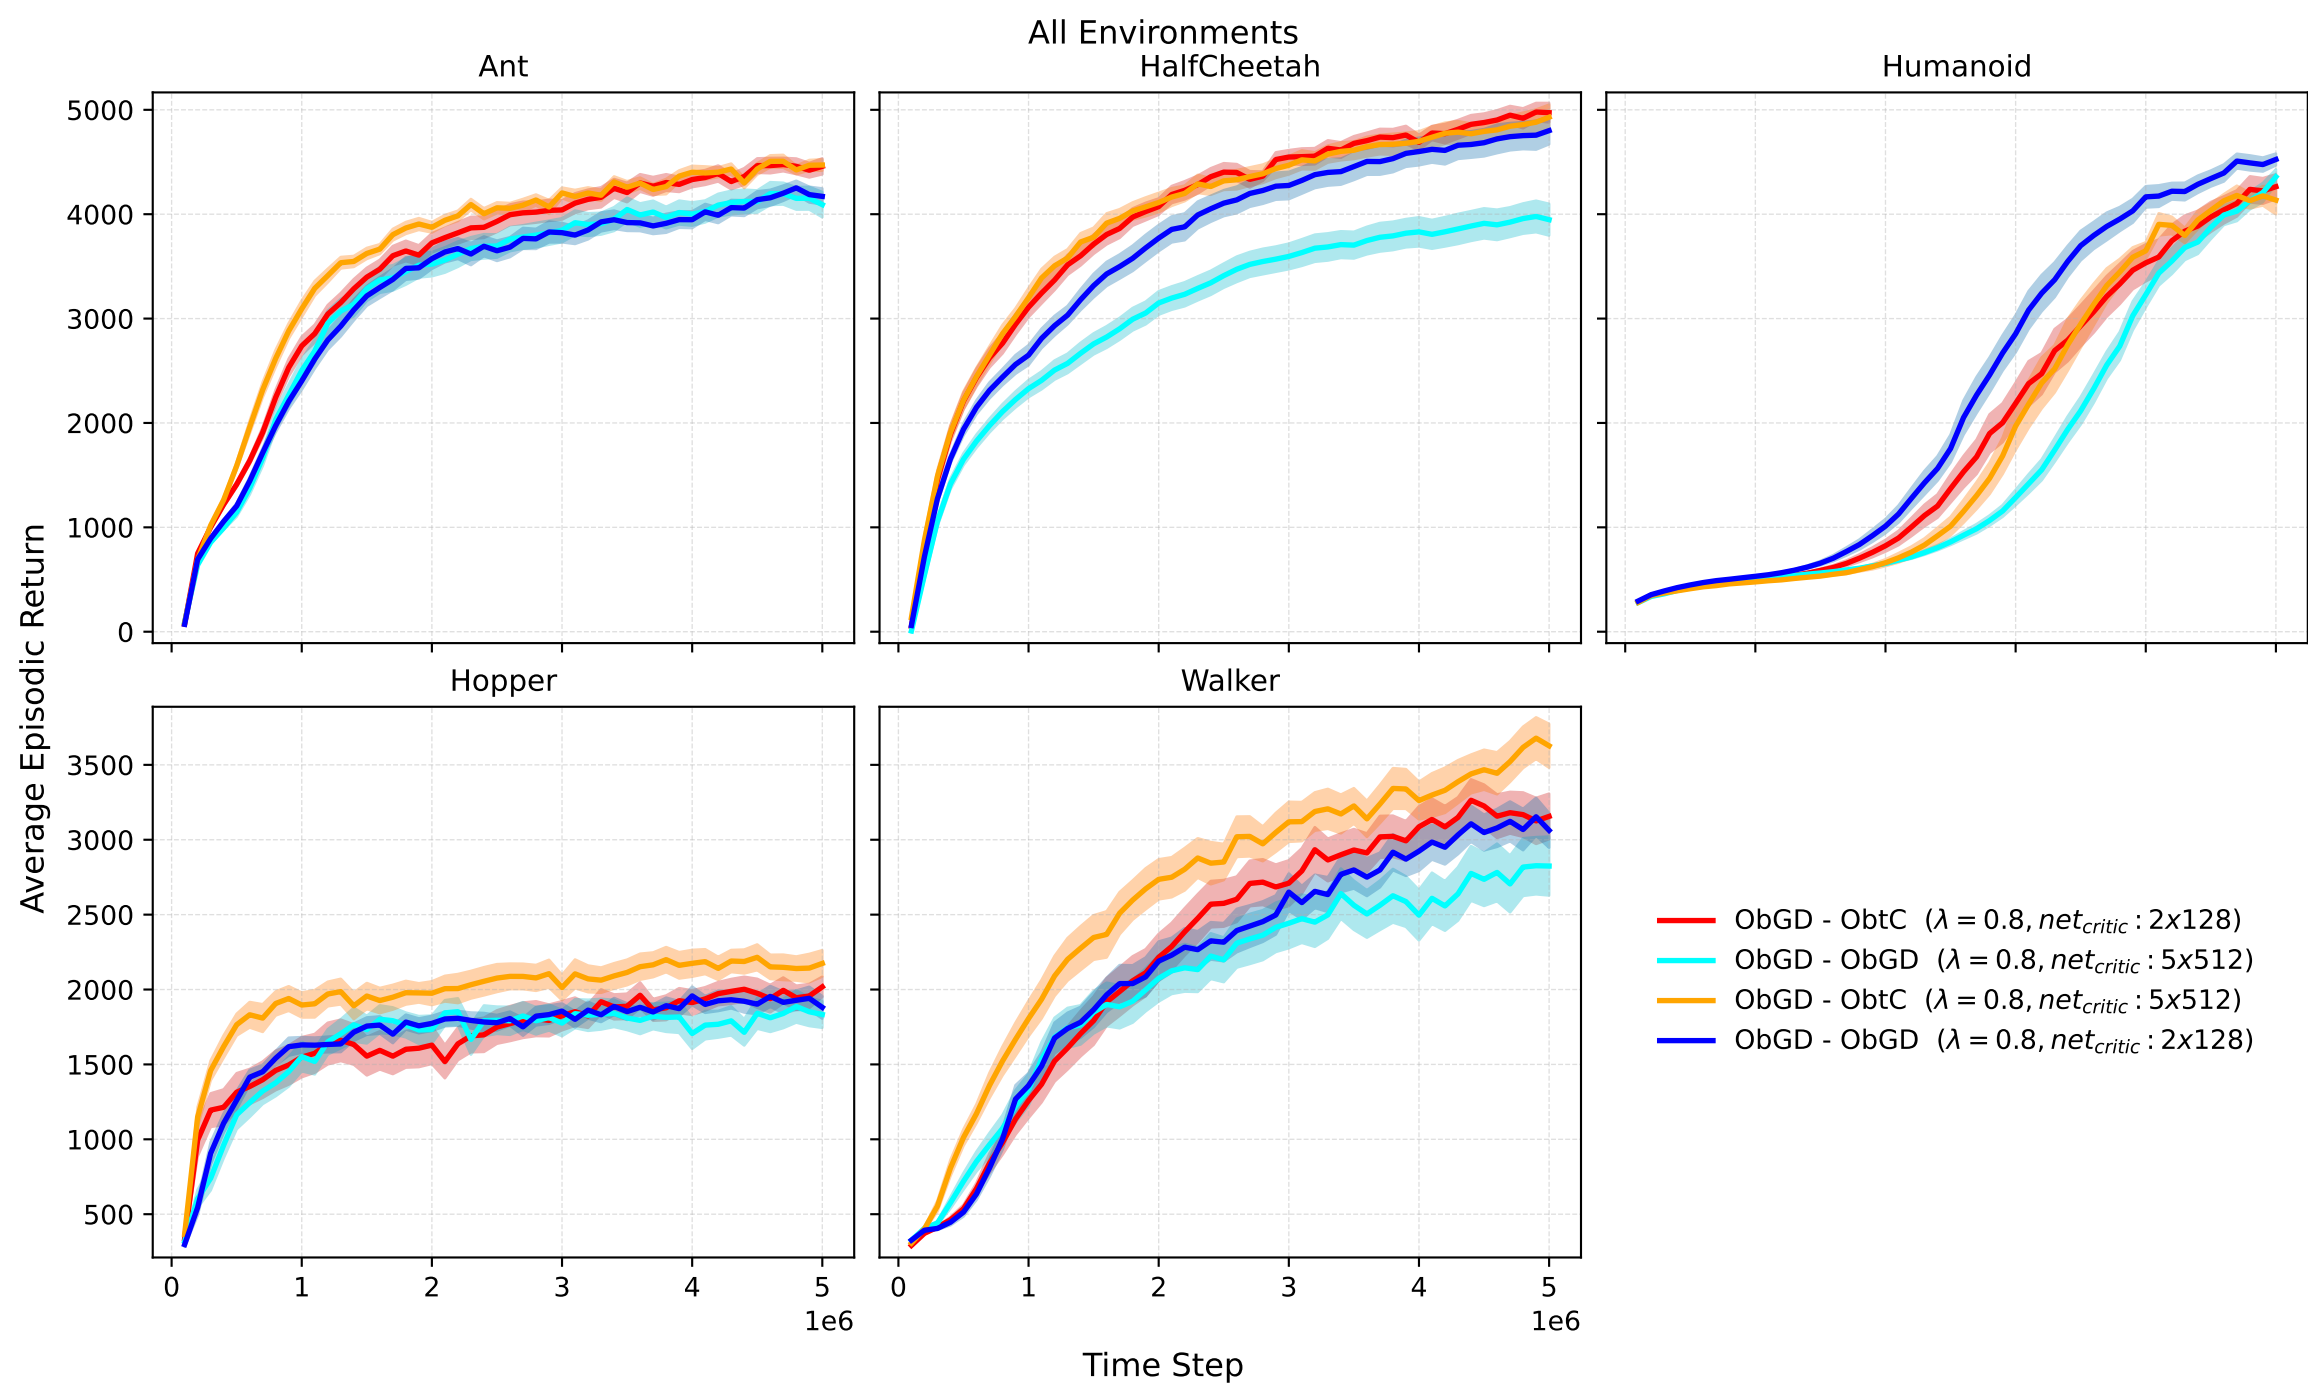 All Environments
Ant
HalfCheetah
Humanoid
5000
4000
3000
2000
1000
0
Hopper
Walker
3500
3000
2500
2000
1500
1000
500
0 1 2 3 4 5
1e6
0 1 2 3 4 5
1e6
Average Episodic Return
Time Step
ObGD - ObtC (λ = 0.8, net_critic : 2x128)
ObGD - ObGD (λ = 0.8, net_critic : 5x512)
ObGD - ObtC (λ = 0.8, net_critic : 5x512)
ObGD - ObGD (λ = 0.8, net_critic : 2x128)